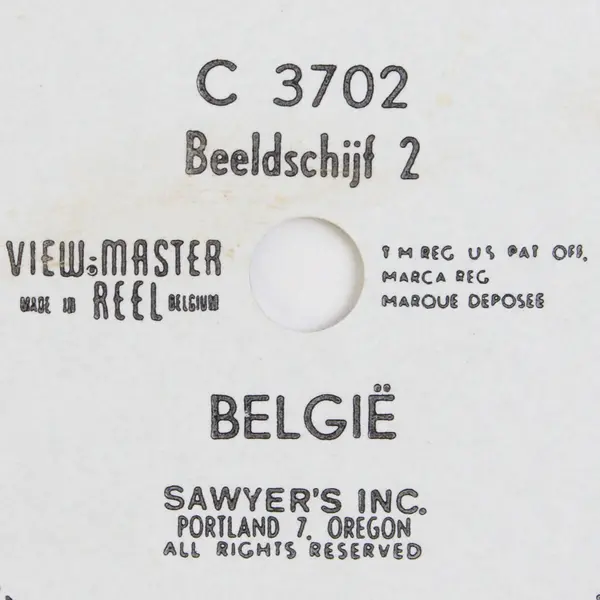 C 3702
Beeldschijf 2
VIEW-MASTER
MADE IN REEL BELGIUM
T M REG U S PAT OFF.
MARCA REG
MARQUE DEPOSEE
BELGIË
SAWYER'S INC.
PORTLAND 7, OREGON
ALL RIGHTS RESERVED